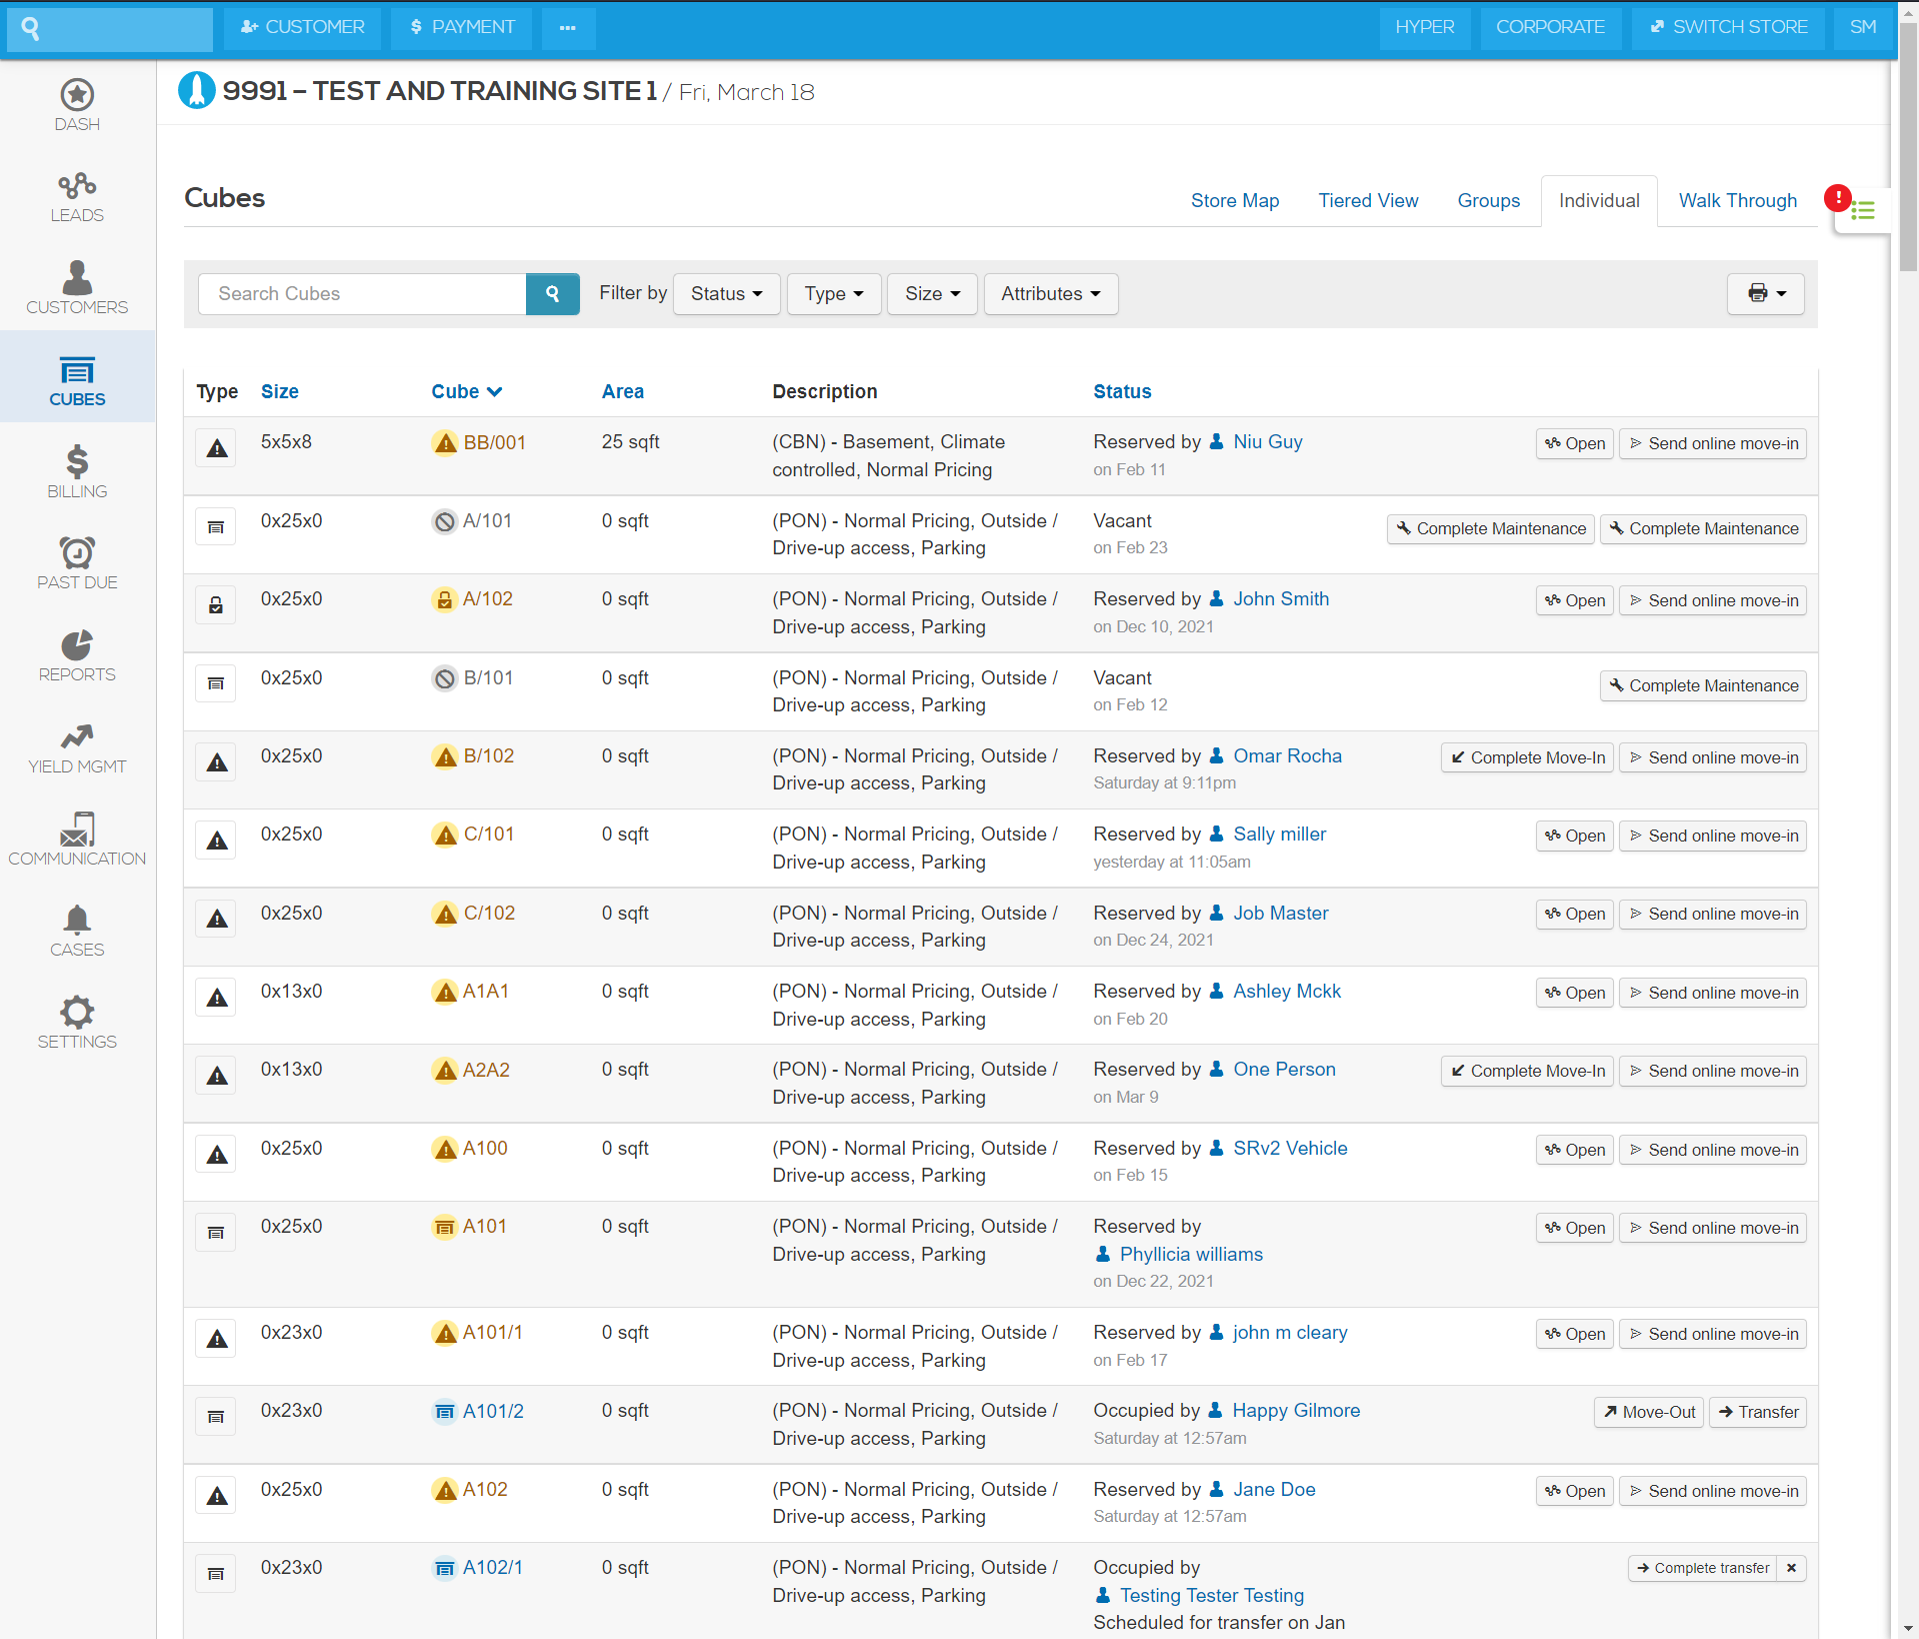 CUSTOMER
$ PAYMENT
...
HYPER
CORPORATE
SWITCH STORE
SM
DASH
LEADS
CUSTOMERS
CUBES
BILLING
PAST DUE
REPORTS
YIELD MGMT
COMMUNICATION
CASES
SETTINGS
9991 – TEST AND TRAINING SITE 1 / Fri, March 18
Cubes
Store Map
Tiered View
Groups
Individual
Walk Through
!
Search Cubes
Filter by
Status
Type
Size
Attributes
Type Size Cube Area Description Status
5x5x8 BB/001 25 sqft (CBN) - Basement, Climate Reserved by Niu Guy Open Send online move-in
controlled, Normal Pricing on Feb 11
0x25x0 A/101 0 sqft (PON) - Normal Pricing, Outside / Vacant Complete Maintenance Complete Maintenance
Drive-up access, Parking on Feb 23
0x25x0 A/102 0 sqft (PON) - Normal Pricing, Outside / Reserved by John Smith Open Send online move-in
Drive-up access, Parking on Dec 10, 2021
0x25x0 B/101 0 sqft (PON) - Normal Pricing, Outside / Vacant Complete Maintenance
Drive-up access, Parking on Feb 12
0x25x0 B/102 0 sqft (PON) - Normal Pricing, Outside / Reserved by Omar Rocha Complete Move-In Send online move-in
Drive-up access, Parking Saturday at 9:11pm
0x25x0 C/101 0 sqft (PON) - Normal Pricing, Outside / Reserved by Sally miller Open Send online move-in
Drive-up access, Parking yesterday at 11:05am
0x25x0 C/102 0 sqft (PON) - Normal Pricing, Outside / Reserved by Job Master Open Send online move-in
Drive-up access, Parking on Dec 24, 2021
0x13x0 A1A1 0 sqft (PON) - Normal Pricing, Outside / Reserved by Ashley Mckk Open Send online move-in
Drive-up access, Parking on Feb 20
0x13x0 A2A2 0 sqft (PON) - Normal Pricing, Outside / Reserved by One Person Complete Move-In Send online move-in
Drive-up access, Parking on Mar 9
0x25x0 A100 0 sqft (PON) - Normal Pricing, Outside / Reserved by SRv2 Vehicle Open Send online move-in
Drive-up access, Parking on Feb 15
0x25x0 A101 0 sqft (PON) - Normal Pricing, Outside / Reserved by Open Send online move-in
Drive-up access, Parking Phyllicia williams
on Dec 22, 2021
0x23x0 A101/1 0 sqft (PON) - Normal Pricing, Outside / Reserved by john m cleary Open Send online move-in
Drive-up access, Parking on Feb 17
0x23x0 A101/2 0 sqft (PON) - Normal Pricing, Outside / Occupied by Happy Gilmore Move-Out Transfer
Drive-up access, Parking Saturday at 12:57am
0x25x0 A102 0 sqft (PON) - Normal Pricing, Outside / Reserved by Jane Doe Open Send online move-in
Drive-up access, Parking Saturday at 12:57am
0x23x0 A102/1 0 sqft (PON) - Normal Pricing, Outside / Occupied by Complete transfer ×
Drive-up access, Parking Testing Tester Testing
Scheduled for transfer on Jan